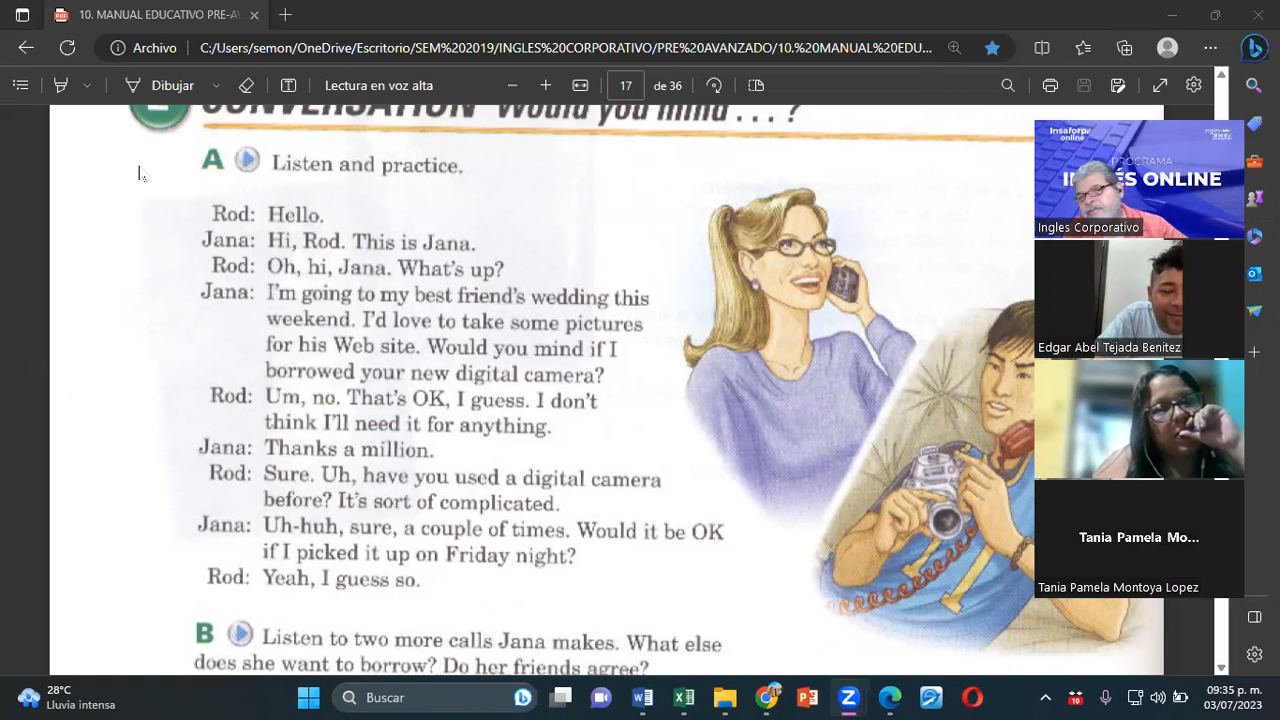 10. MANUAL EDUCATIVO PRE-AV
Archivo C:/Users/semon/OneDrive/Escritorio/SEM%202019/INGLES%20CORPORATIVO/PRE%20AVANZADO/10.%20MANUAL%20EDU...
Dibujar Lectura en voz alta 17 de 36
CONVERSATION Would you mind . . . ?
A Listen and practice.
Rod: Hello.
Jana: Hi, Rod. This is Jana.
Rod: Oh, hi, Jana. What's up?
Jana: I'm going to my best friend's wedding this
weekend. I'd love to take some pictures
for his Web site. Would you mind if I
borrowed your new digital camera?
Rod: Um, no. That's OK, I guess. I don't
think I'll need it for anything.
Jana: Thanks a million.
Rod: Sure. Uh, have you used a digital camera
before? It's sort of complicated.
Jana: Uh-huh, sure, a couple of times. Would it be OK
if I picked it up on Friday night?
Rod: Yeah, I guess so.
B Listen to two more calls Jana makes. What else
does she want to borrow? Do her friends agree?
Insaforp
online
PROGRAMA
INGLÉS ONLINE
Ingles Corporativo
Edgar Abel Tejada Benitez
Tania Pamela Mo...
Tania Pamela Montoya Lopez
28°C
Lluvia intensa
Buscar
10
09:35 p. m.
03/07/2023